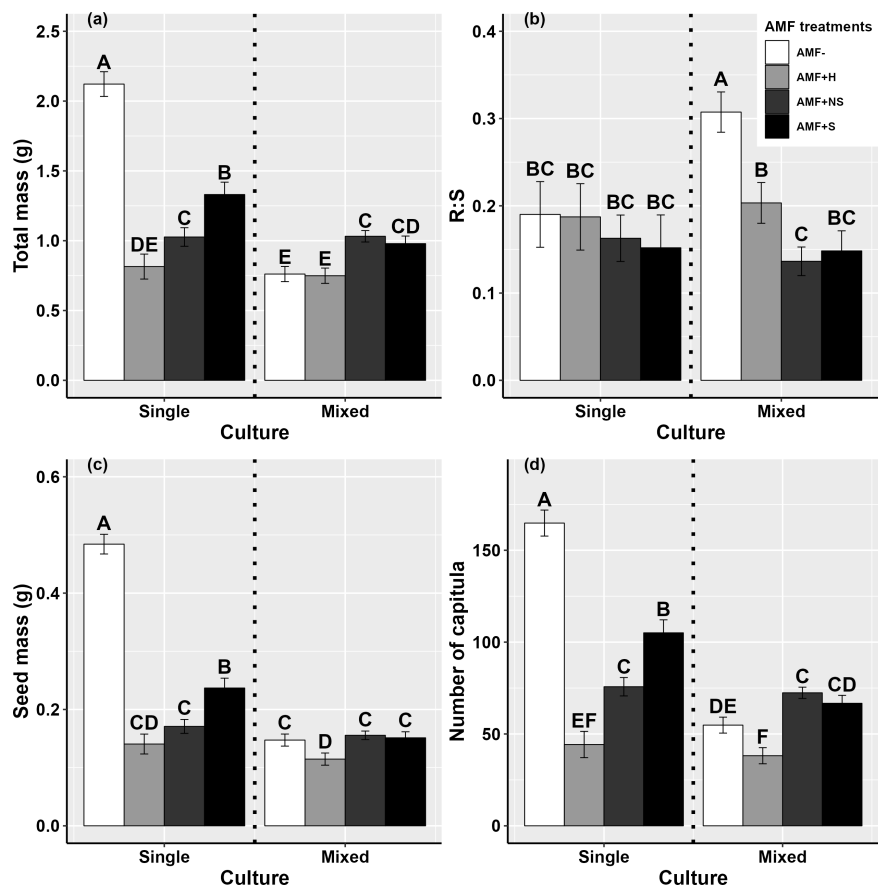 (a)
Total mass (g)
2.5
2.0
1.5
1.0
0.5
0.0
A
DE
C
B
E
E
C
CD
Single
Mixed
Culture
(b)
R:S
0.4
0.3
0.2
0.1
0.0
BC
BC
BC
BC
A
B
C
BC
AMF treatments
AMF-
AMF+H
AMF+NS
AMF+S
Single
Mixed
Culture
(c)
Seed mass (g)
0.6
0.4
0.2
0.0
A
CD
C
B
C
D
C
C
Single
Mixed
Culture
(d)
Number of capitula
150
100
50
0
A
EF
C
B
DE
F
C
CD
Single
Mixed
Culture